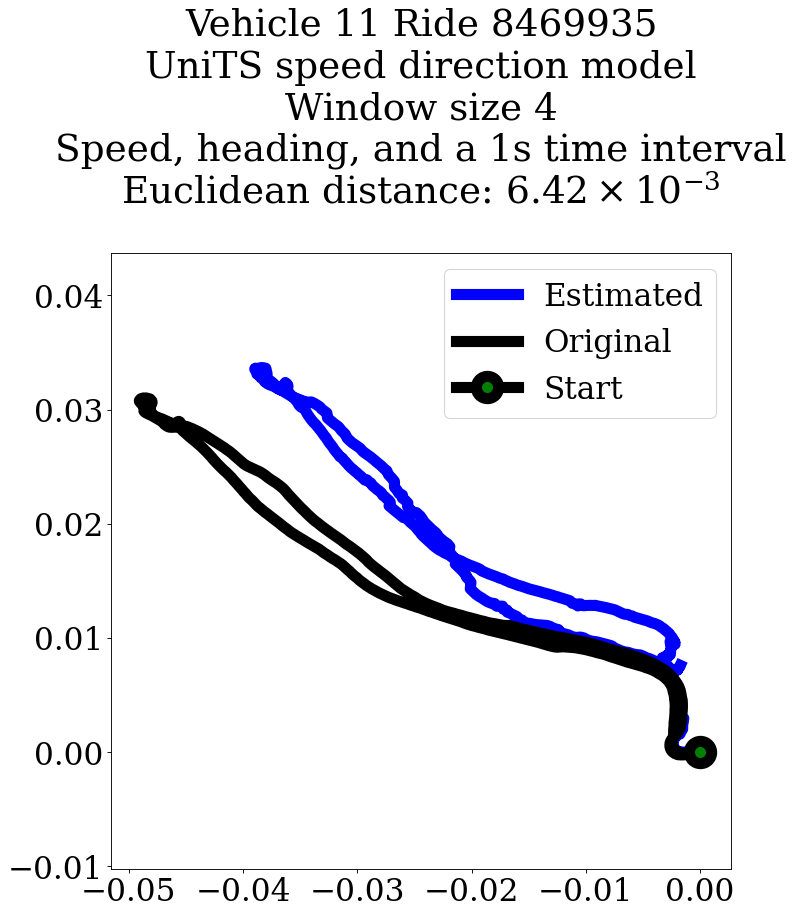 Vehicle 11 Ride 8469935
UniTS speed direction model
Window size 4
Speed, heading, and a 1s time interval
Euclidean distance: 6.42 × 10⁻³
Estimated
Original
Start
0.04
0.03
0.02
0.01
0.00
−0.01
−0.05 −0.04 −0.03 −0.02 −0.01 0.00